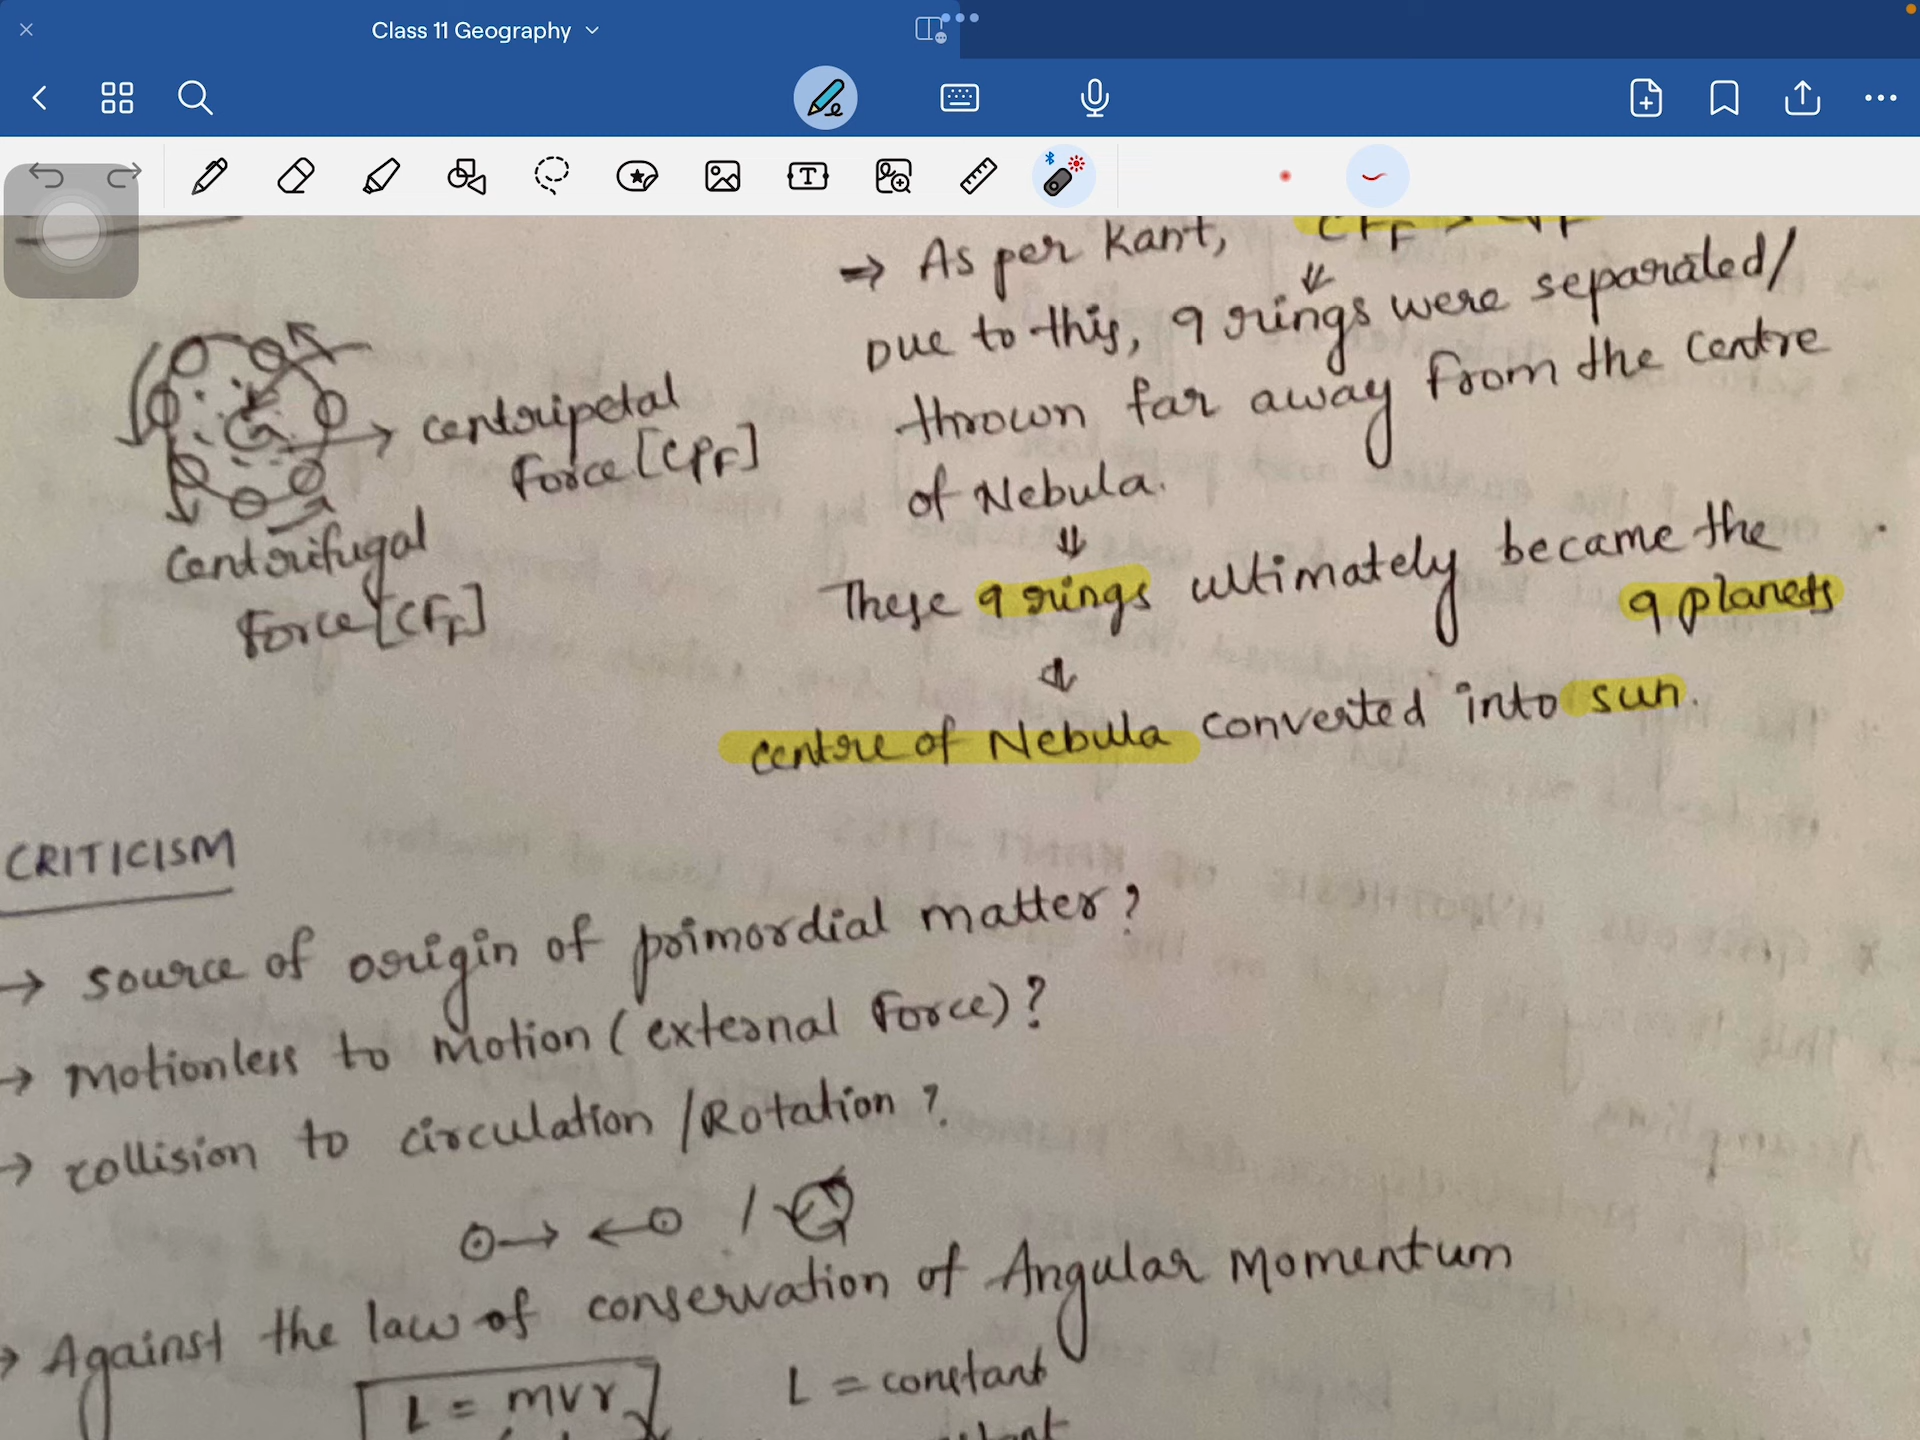 Class 11 Geography
⇒ As per Kant, CFF > CPF
Due to this, 9 rings were separated/
thrown far away from the centre
of Nebula.
centripetal
Force [CPF]
Centrifugal
Force [CFF]
These 9 rings ultimately became the
9 planets
centre of Nebula converted into sun.
CRITICISM
→ source of origin of primordial matter?
→ Motionless to motion (external force)?
→ collision to circulation /Rotation?
→ Against the law of conservation of Angular Momentum
L = mvr
L = constant